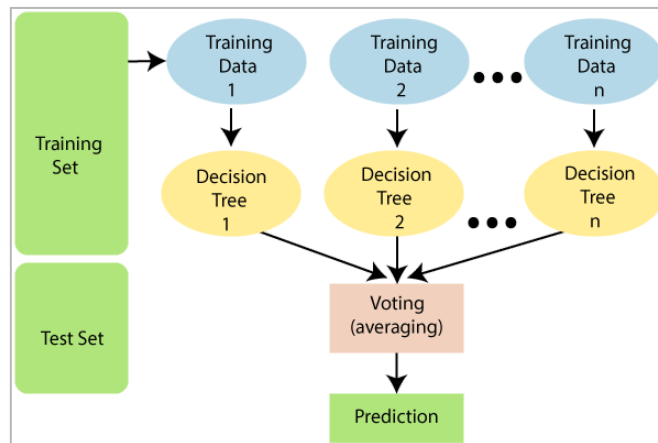 Training
Set
Training
Data
1
Training
Data
2
Training
Data
n
Decision
Tree
1
Decision
Tree
2
Decision
Tree
n
Test Set
Voting
(averaging)
Prediction